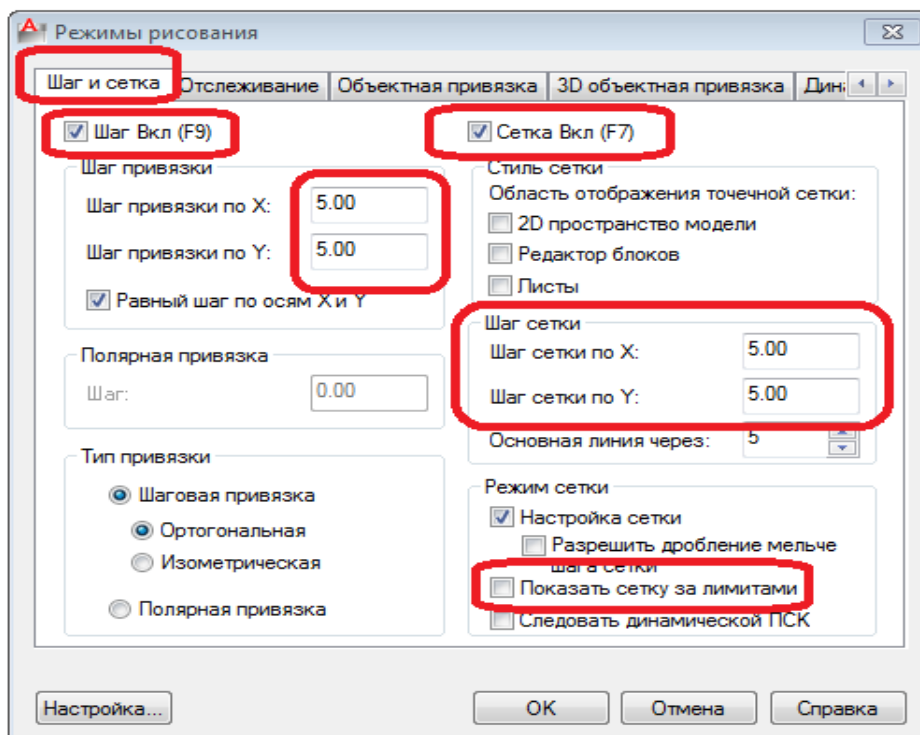 Режимы рисования
Шаг и сетка
Отслеживание
Объектная привязка
3D объектная привязка
Шаг Вкл (F9)
Шаг привязки
Шаг привязки по X:
5.00
Шаг привязки по Y:
5.00
Равный шаг по осям X и Y
Полярная привязка
Шаг:
0.00
Тип привязки
Шаговая привязка
Ортогональная
Изометрическая
Полярная привязка
Сетка Вкл (F7)
Стиль сетки
Область отображения точечной сетки:
2D пространство модели
Редактор блоков
Листы
Шаг сетки
Шаг сетки по X:
5.00
Шаг сетки по Y:
5.00
Основная линия через:
5
Режим сетки
Настройка сетки
Разрешить дробление мельче
шага сетки
Показать сетку за лимитами
Следовать динамической ПСК
Настройка...
OK
Отмена
Справка